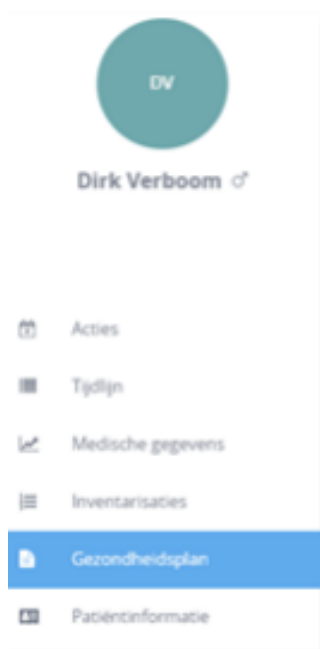 DV
Dirk Verboom ♂
Acties
Tijdlijn
Medische gegevens
Inventarisaties
Gezondheidsplan
Patiëntinformatie